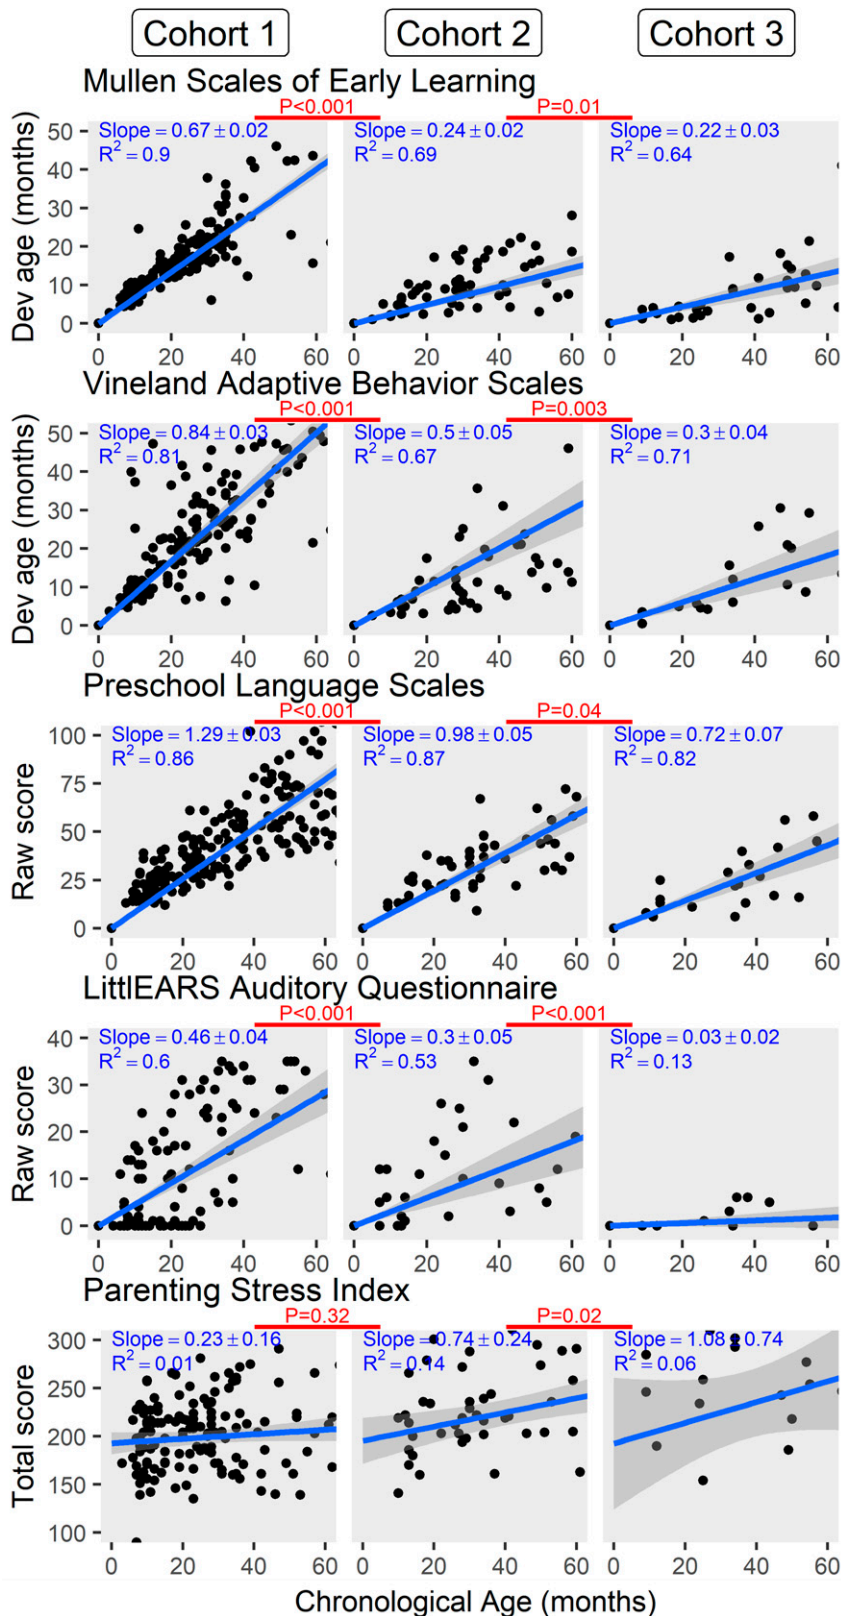 Cohort 1 Cohort 2 Cohort 3
Mullen Scales of Early Learning
P<0.001 P=0.01
Slope = 0.67 ± 0.02 Slope = 0.24 ± 0.02 Slope = 0.22 ± 0.03
R² = 0.9 R² = 0.69 R² = 0.64
Dev age (months)
50
40
30
20
10
0
0 20 40 60 0 20 40 60 0 20 40 60
Vineland Adaptive Behavior Scales
P<0.001 P=0.003
Slope = 0.84 ± 0.03 Slope = 0.5 ± 0.05 Slope = 0.3 ± 0.04
R² = 0.81 R² = 0.67 R² = 0.71
Dev age (months)
50
40
30
20
10
0
0 20 40 60 0 20 40 60 0 20 40 60
Preschool Language Scales
P<0.001 P=0.04
Slope = 1.29 ± 0.03 Slope = 0.98 ± 0.05 Slope = 0.72 ± 0.07
R² = 0.86 R² = 0.87 R² = 0.82
Raw score
100
75
50
25
0
0 20 40 60 0 20 40 60 0 20 40 60
LittlEARS Auditory Questionnaire
P<0.001 P<0.001
Slope = 0.46 ± 0.04 Slope = 0.3 ± 0.05 Slope = 0.03 ± 0.02
R² = 0.6 R² = 0.53 R² = 0.13
Raw score
40
30
20
10
0
0 20 40 60 0 20 40 60 0 20 40 60
Parenting Stress Index
P=0.32 P=0.02
Slope = 0.23 ± 0.16 Slope = 0.74 ± 0.24 Slope = 1.08 ± 0.74
R² = 0.01 R² = 0.14 R² = 0.06
Total score
300
250
200
150
100
0 20 40 60 0 20 40 60 0 20 40 60
Chronological Age (months)